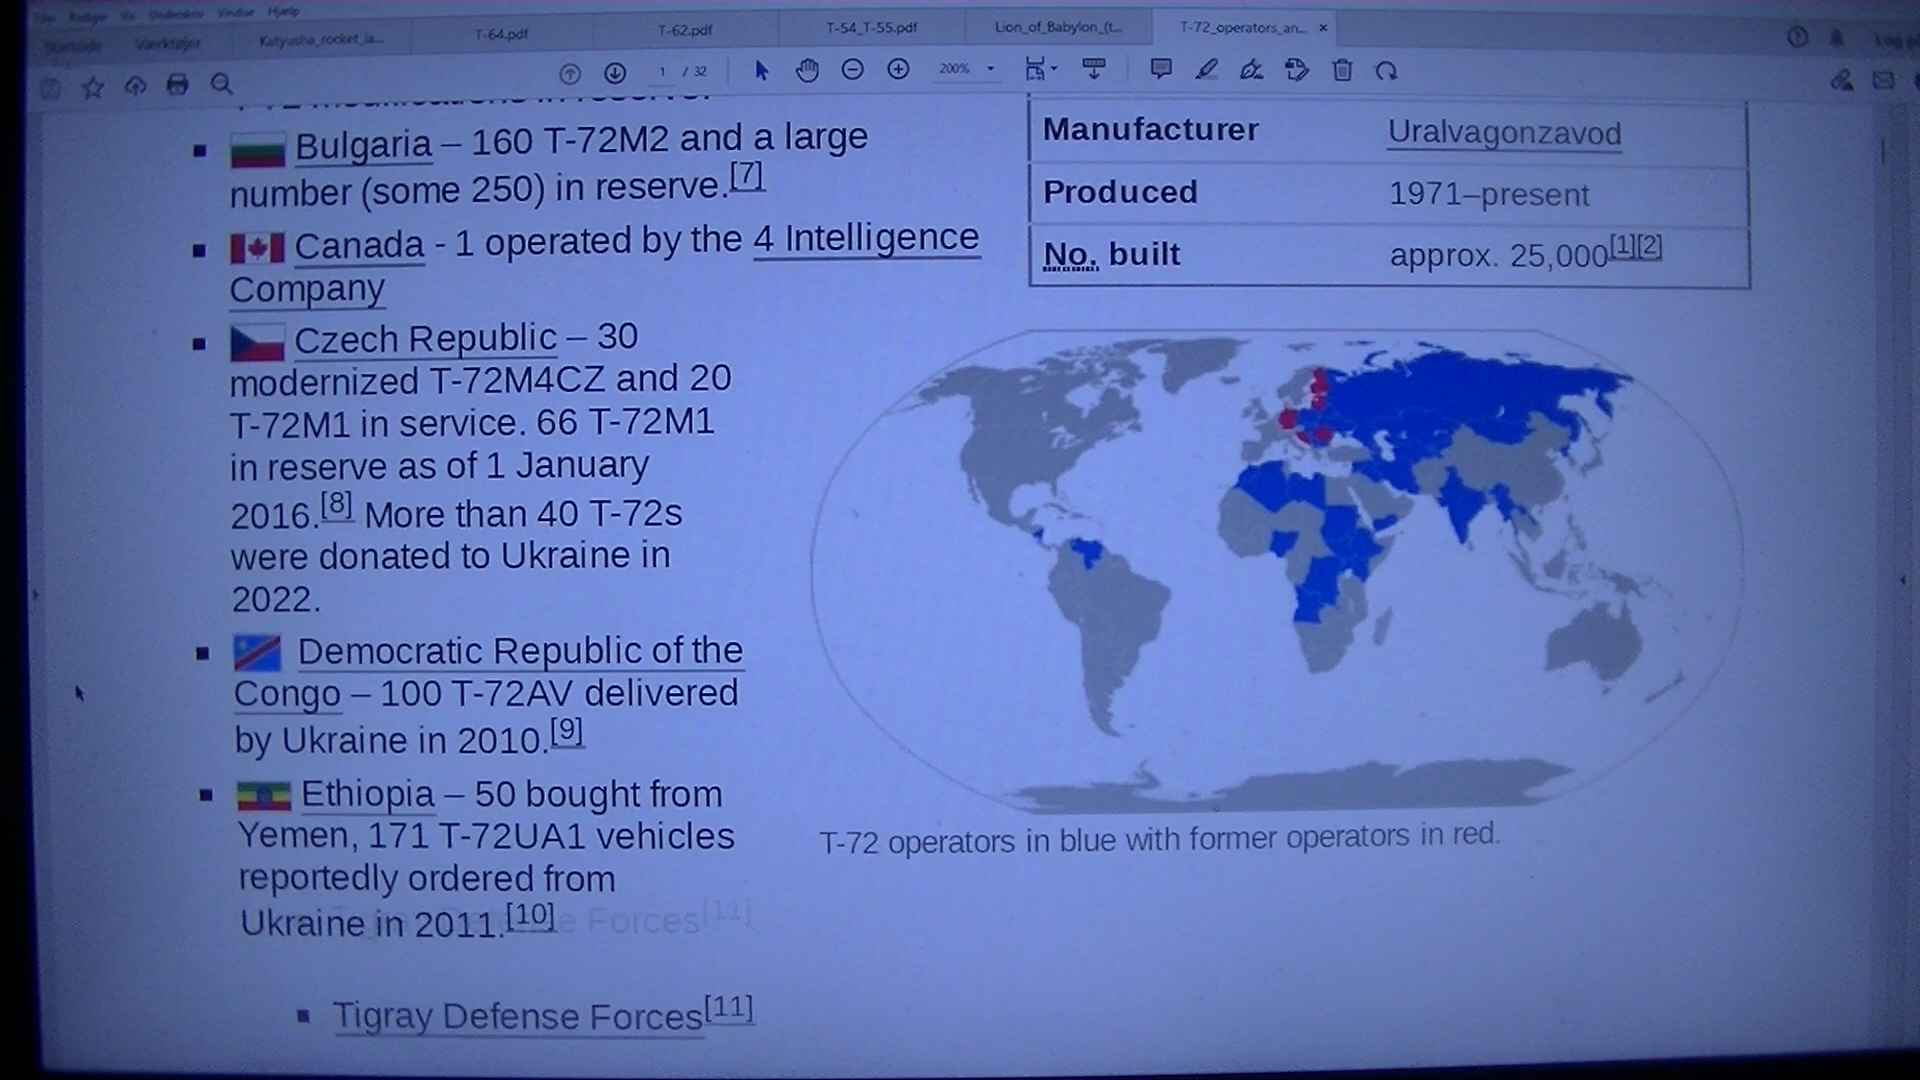 Vindue Hjælp
Startside Værktøjer Katyusha_rocket_la... T-64.pdf T-62.pdf T-54_T-55.pdf Lion_of_Babylon_(t... T-72_operators_an... × Log
1 / 32 200%
Bulgaria – 160 T-72M2 and a large
number (some 250) in reserve.[7]
Canada - 1 operated by the 4 Intelligence
Company
Czech Republic – 30
modernized T-72M4CZ and 20
T-72M1 in service. 66 T-72M1
in reserve as of 1 January
2016.[8] More than 40 T-72s
were donated to Ukraine in
2022.
Democratic Republic of the
Congo – 100 T-72AV delivered
by Ukraine in 2010.[9]
Ethiopia – 50 bought from
Yemen, 171 T-72UA1 vehicles
reportedly ordered from
Ukraine in 2011.[10]
Tigray Defense Forces[11]
Manufacturer Uralvagonzavod
Produced 1971–present
No. built approx. 25,000[1][2]
T-72 operators in blue with former operators in red.